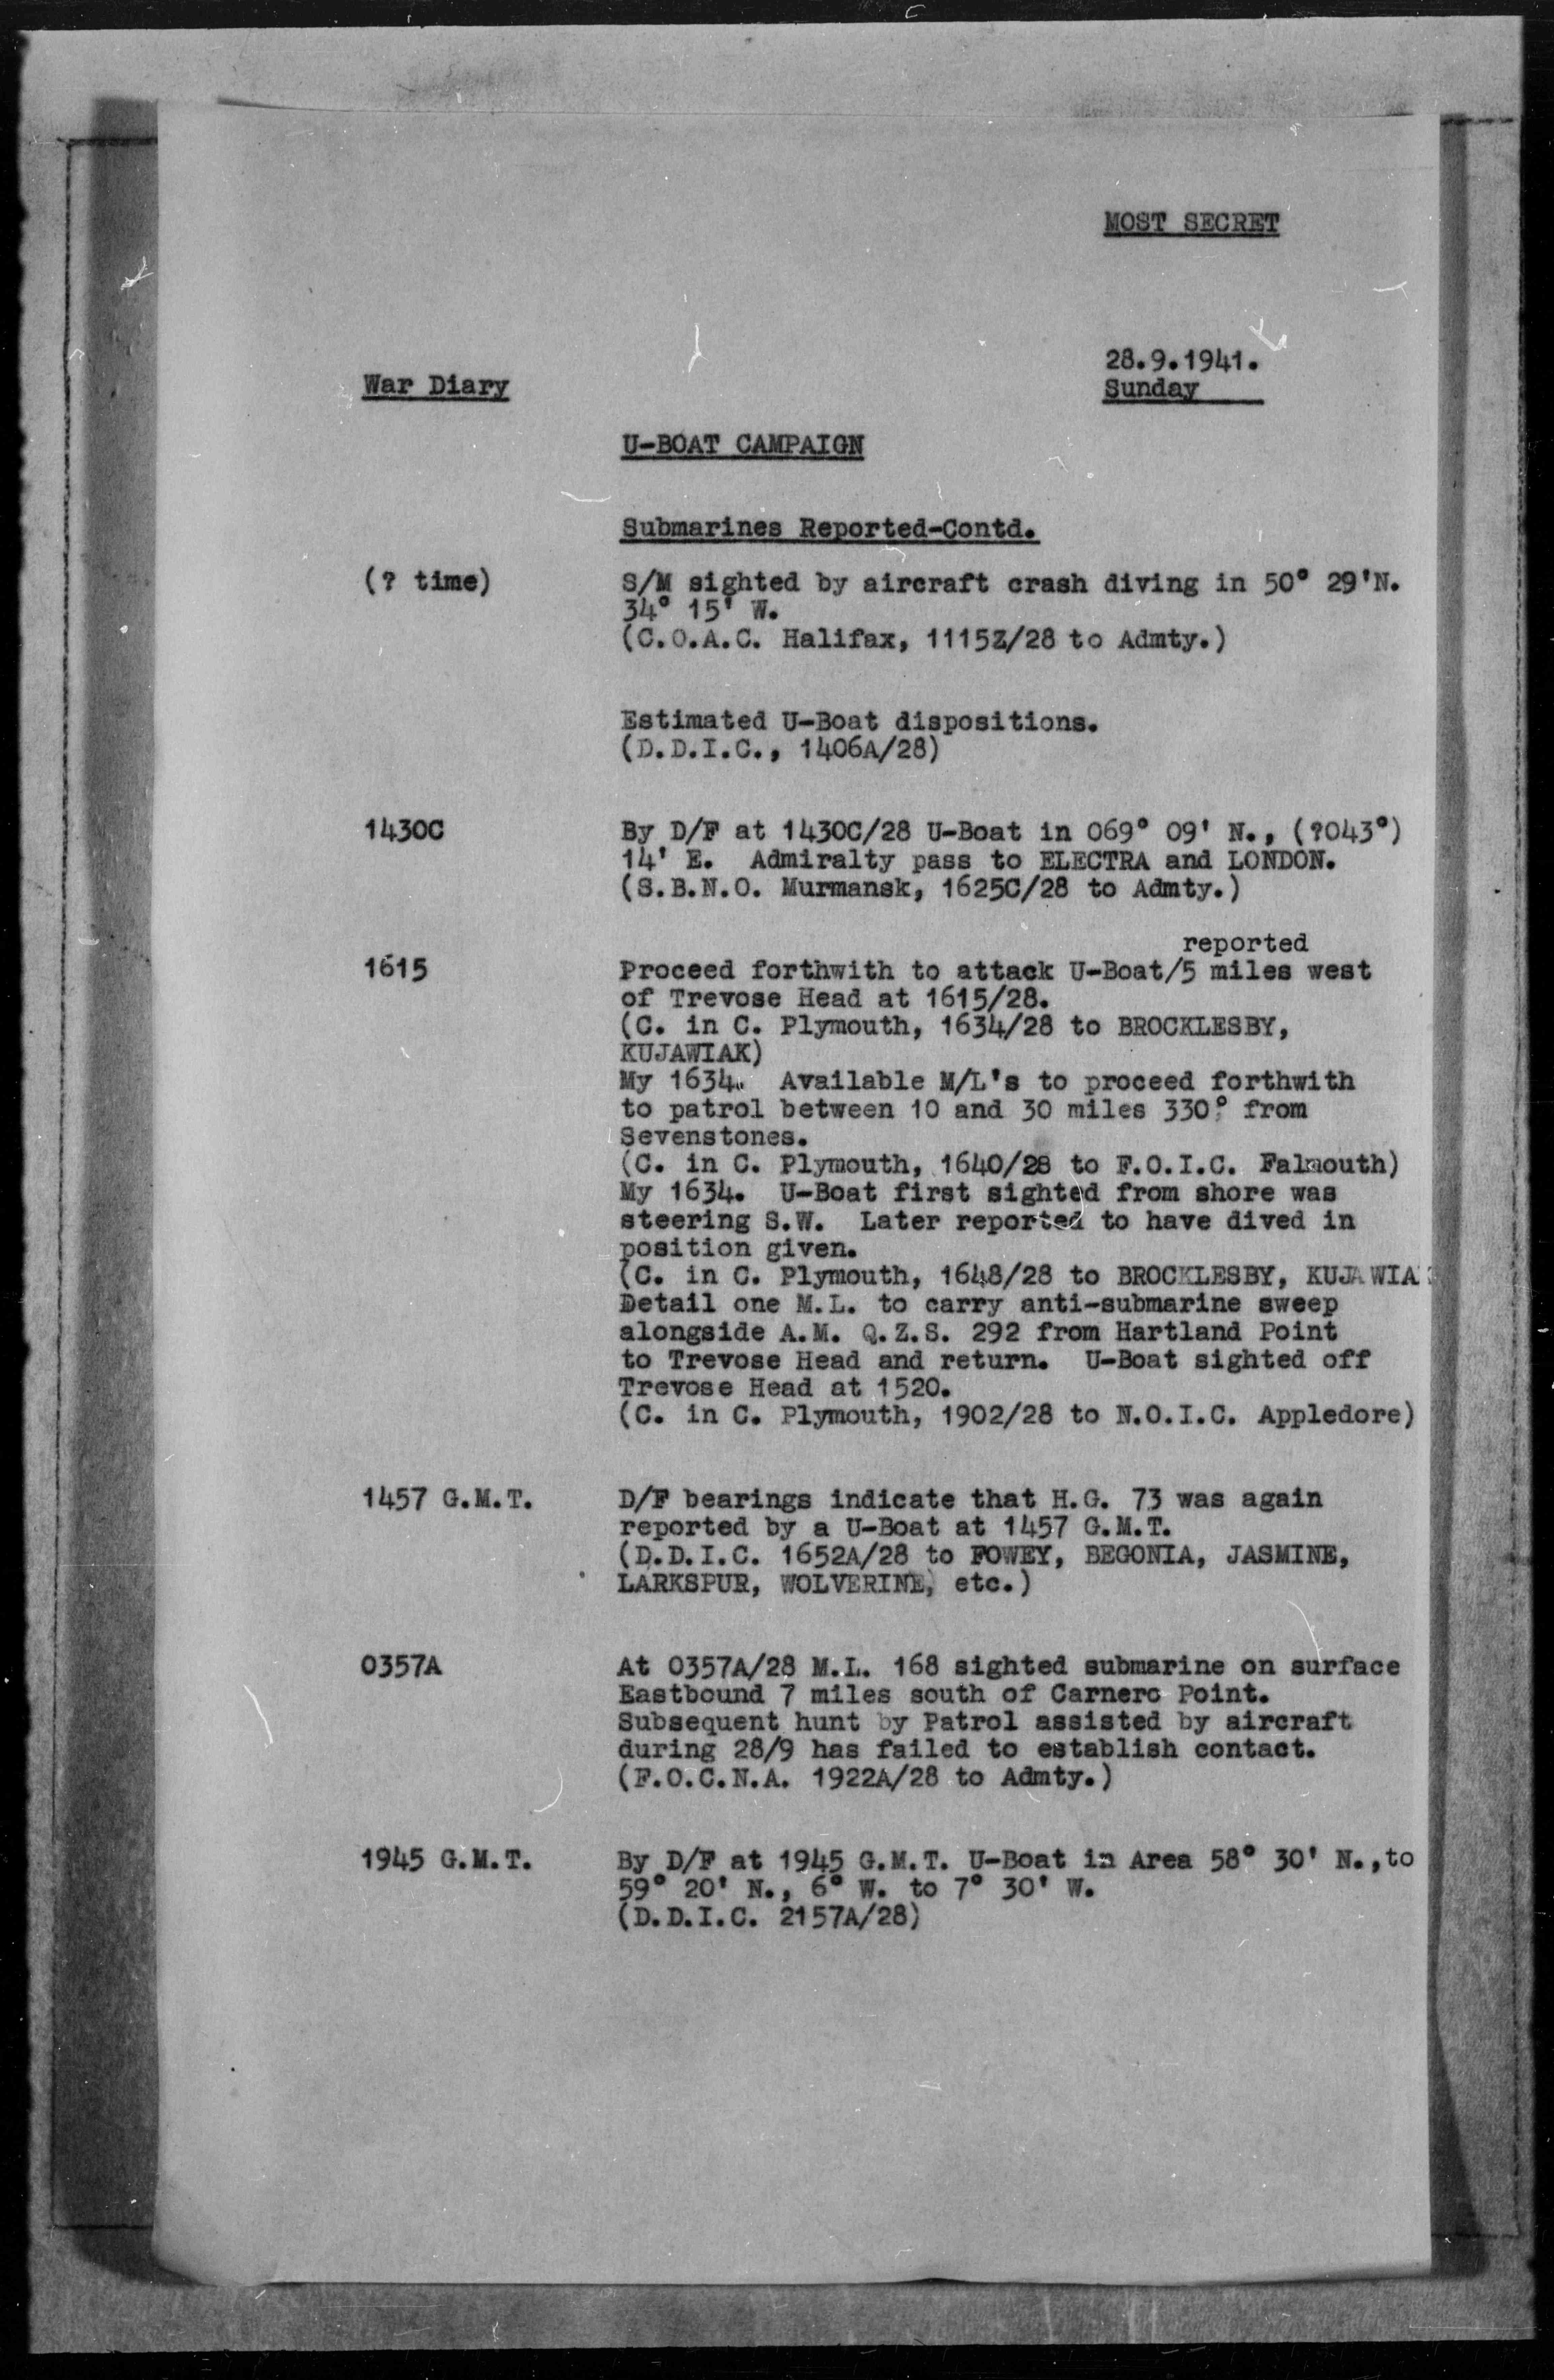 MOST SECRET
28.9.1941.
War Diary
Sunday
U-BOAT CAMPAIGN
Submarines Reported-Contd.
(? time) S/M sighted by aircraft crash diving in 50° 29'N.
34° 15' W.
(C.O.A.C. Halifax, 1115Z/28 to Admty.)
Estimated U-Boat dispositions.
(D.D.I.C., 1406A/28)
1430C By D/F at 1430C/28 U-Boat in 069° 09' N., (?043°)
14' E. Admiralty pass to ELECTRA and LONDON.
(S.B.N.O. Murmansk, 1625C/28 to Admty.)
reported
1615 Proceed forthwith to attack U-Boat/5 miles west
of Trevose Head at 1615/28.
(C. in C. Plymouth, 1634/28 to BROCKLESBY,
KUJAWIAK)
My 1634. Available M/L's to proceed forthwith
to patrol between 10 and 30 miles 330° from
Sevenstones.
(C. in C. Plymouth, 1640/28 to F.O.I.C. Falmouth)
My 1634. U-Boat first sighted from shore was
steering S.W. Later reported to have dived in
position given.
(C. in C. Plymouth, 1648/28 to BROCKLESBY, KUJAWIA
Detail one M.L. to carry anti-submarine sweep
alongside A.M. Q.Z.S. 292 from Hartland Point
to Trevose Head and return. U-Boat sighted off
Trevose Head at 1520.
(C. in C. Plymouth, 1902/28 to N.O.I.C. Appledore)
1457 G.M.T. D/F bearings indicate that H.G. 73 was again
reported by a U-Boat at 1457 G.M.T.
(D.D.I.C. 1652A/28 to FOWEY, BEGONIA, JASMINE,
LARKSPUR, WOLVERINE, etc.)
0357A At 0357A/28 M.L. 168 sighted submarine on surface
Eastbound 7 miles south of Carnero Point.
Subsequent hunt by Patrol assisted by aircraft
during 28/9 has failed to establish contact.
(F.O.C.N.A. 1922A/28 to Admty.)
1945 G.M.T. By D/F at 1945 G.M.T. U-Boat in Area 58° 30' N.,to
59° 20' N., 6° W. to 7° 30' W.
(D.D.I.C. 2157A/28)